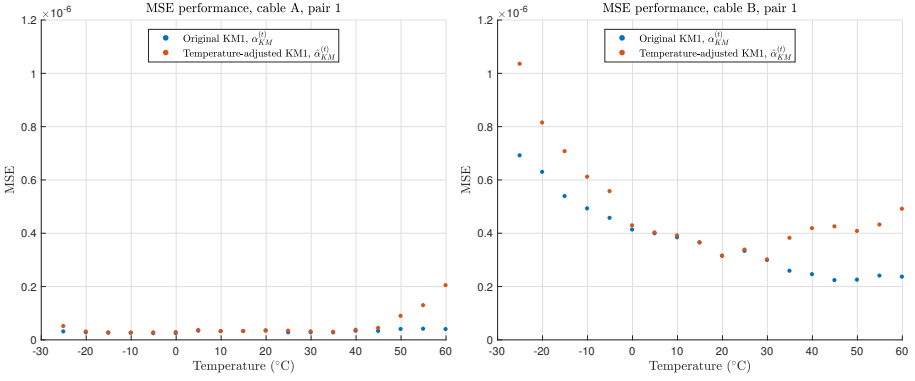 MSE performance, cable A, pair 1
×10^-6
1.2
1
0.8
0.6
0.4
0.2
0
MSE
Original KM1, α_KM^(t)
Temperature-adjusted KM1, α̂_KM^(t)
-30 -20 -10 0 10 20 30 40 50 60
Temperature (°C)
MSE performance, cable B, pair 1
×10^-6
1.2
1
0.8
0.6
0.4
0.2
0
MSE
Original KM1, α_KM^(t)
Temperature-adjusted KM1, α̂_KM^(t)
-30 -20 -10 0 10 20 30 40 50 60
Temperature (°C)